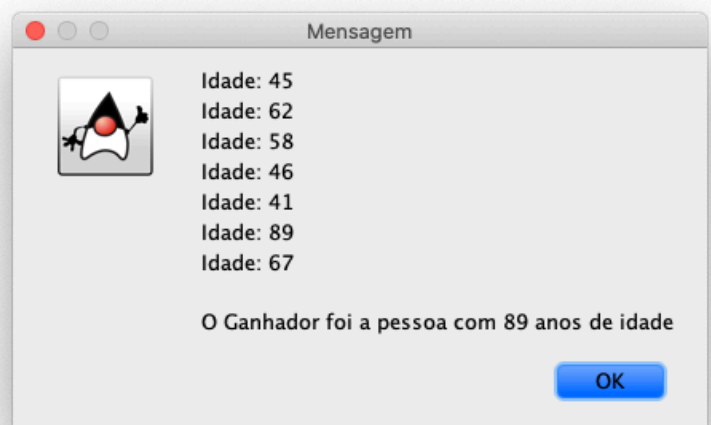 Mensagem
Idade: 45
Idade: 62
Idade: 58
Idade: 46
Idade: 41
Idade: 89
Idade: 67
O Ganhador foi a pessoa com 89 anos de idade
OK